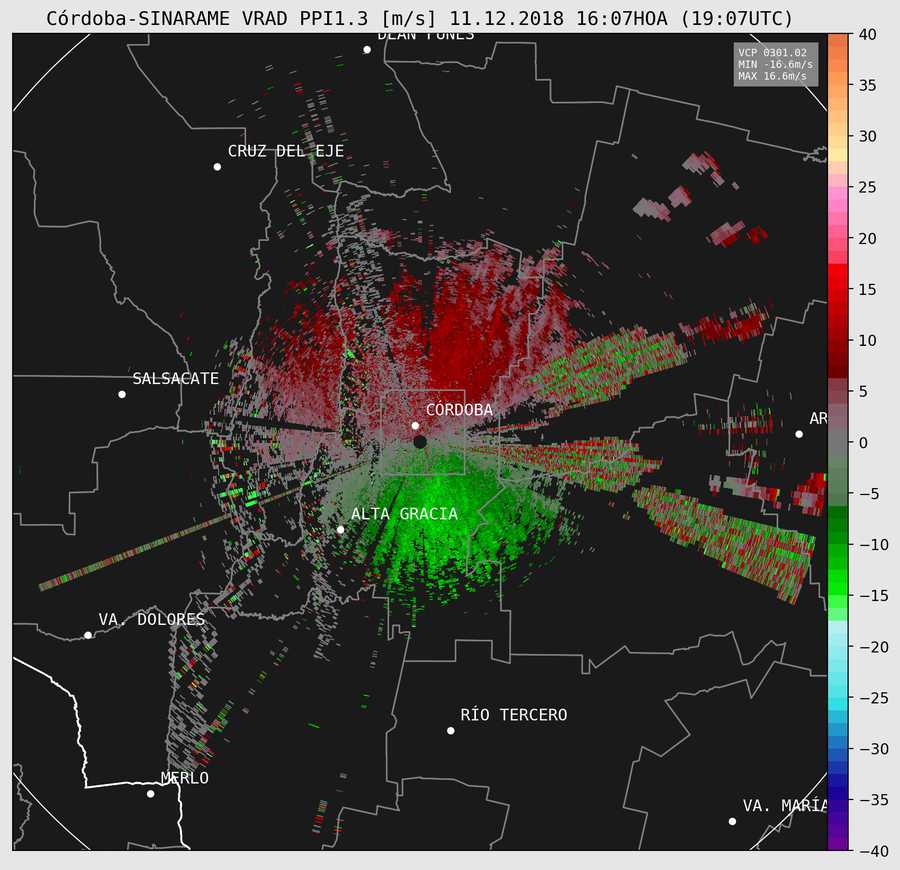 Córdoba-SINARAME VRAD PPI1.3 [m/s] 11.12.2018 16:07HOA (19:07UTC)
DEAN FUNES
VCP 0301.02
MIN -16.6m/s
MAX 16.6m/s
CRUZ DEL EJE
SALSACATE
CÓRDOBA
AR
ALTA GRACIA
VA. DOLORES
RÍO TERCERO
MERLO
VA. MARÍA
40
35
30
25
20
15
10
5
0
−5
−10
−15
−20
−25
−30
−35
−40